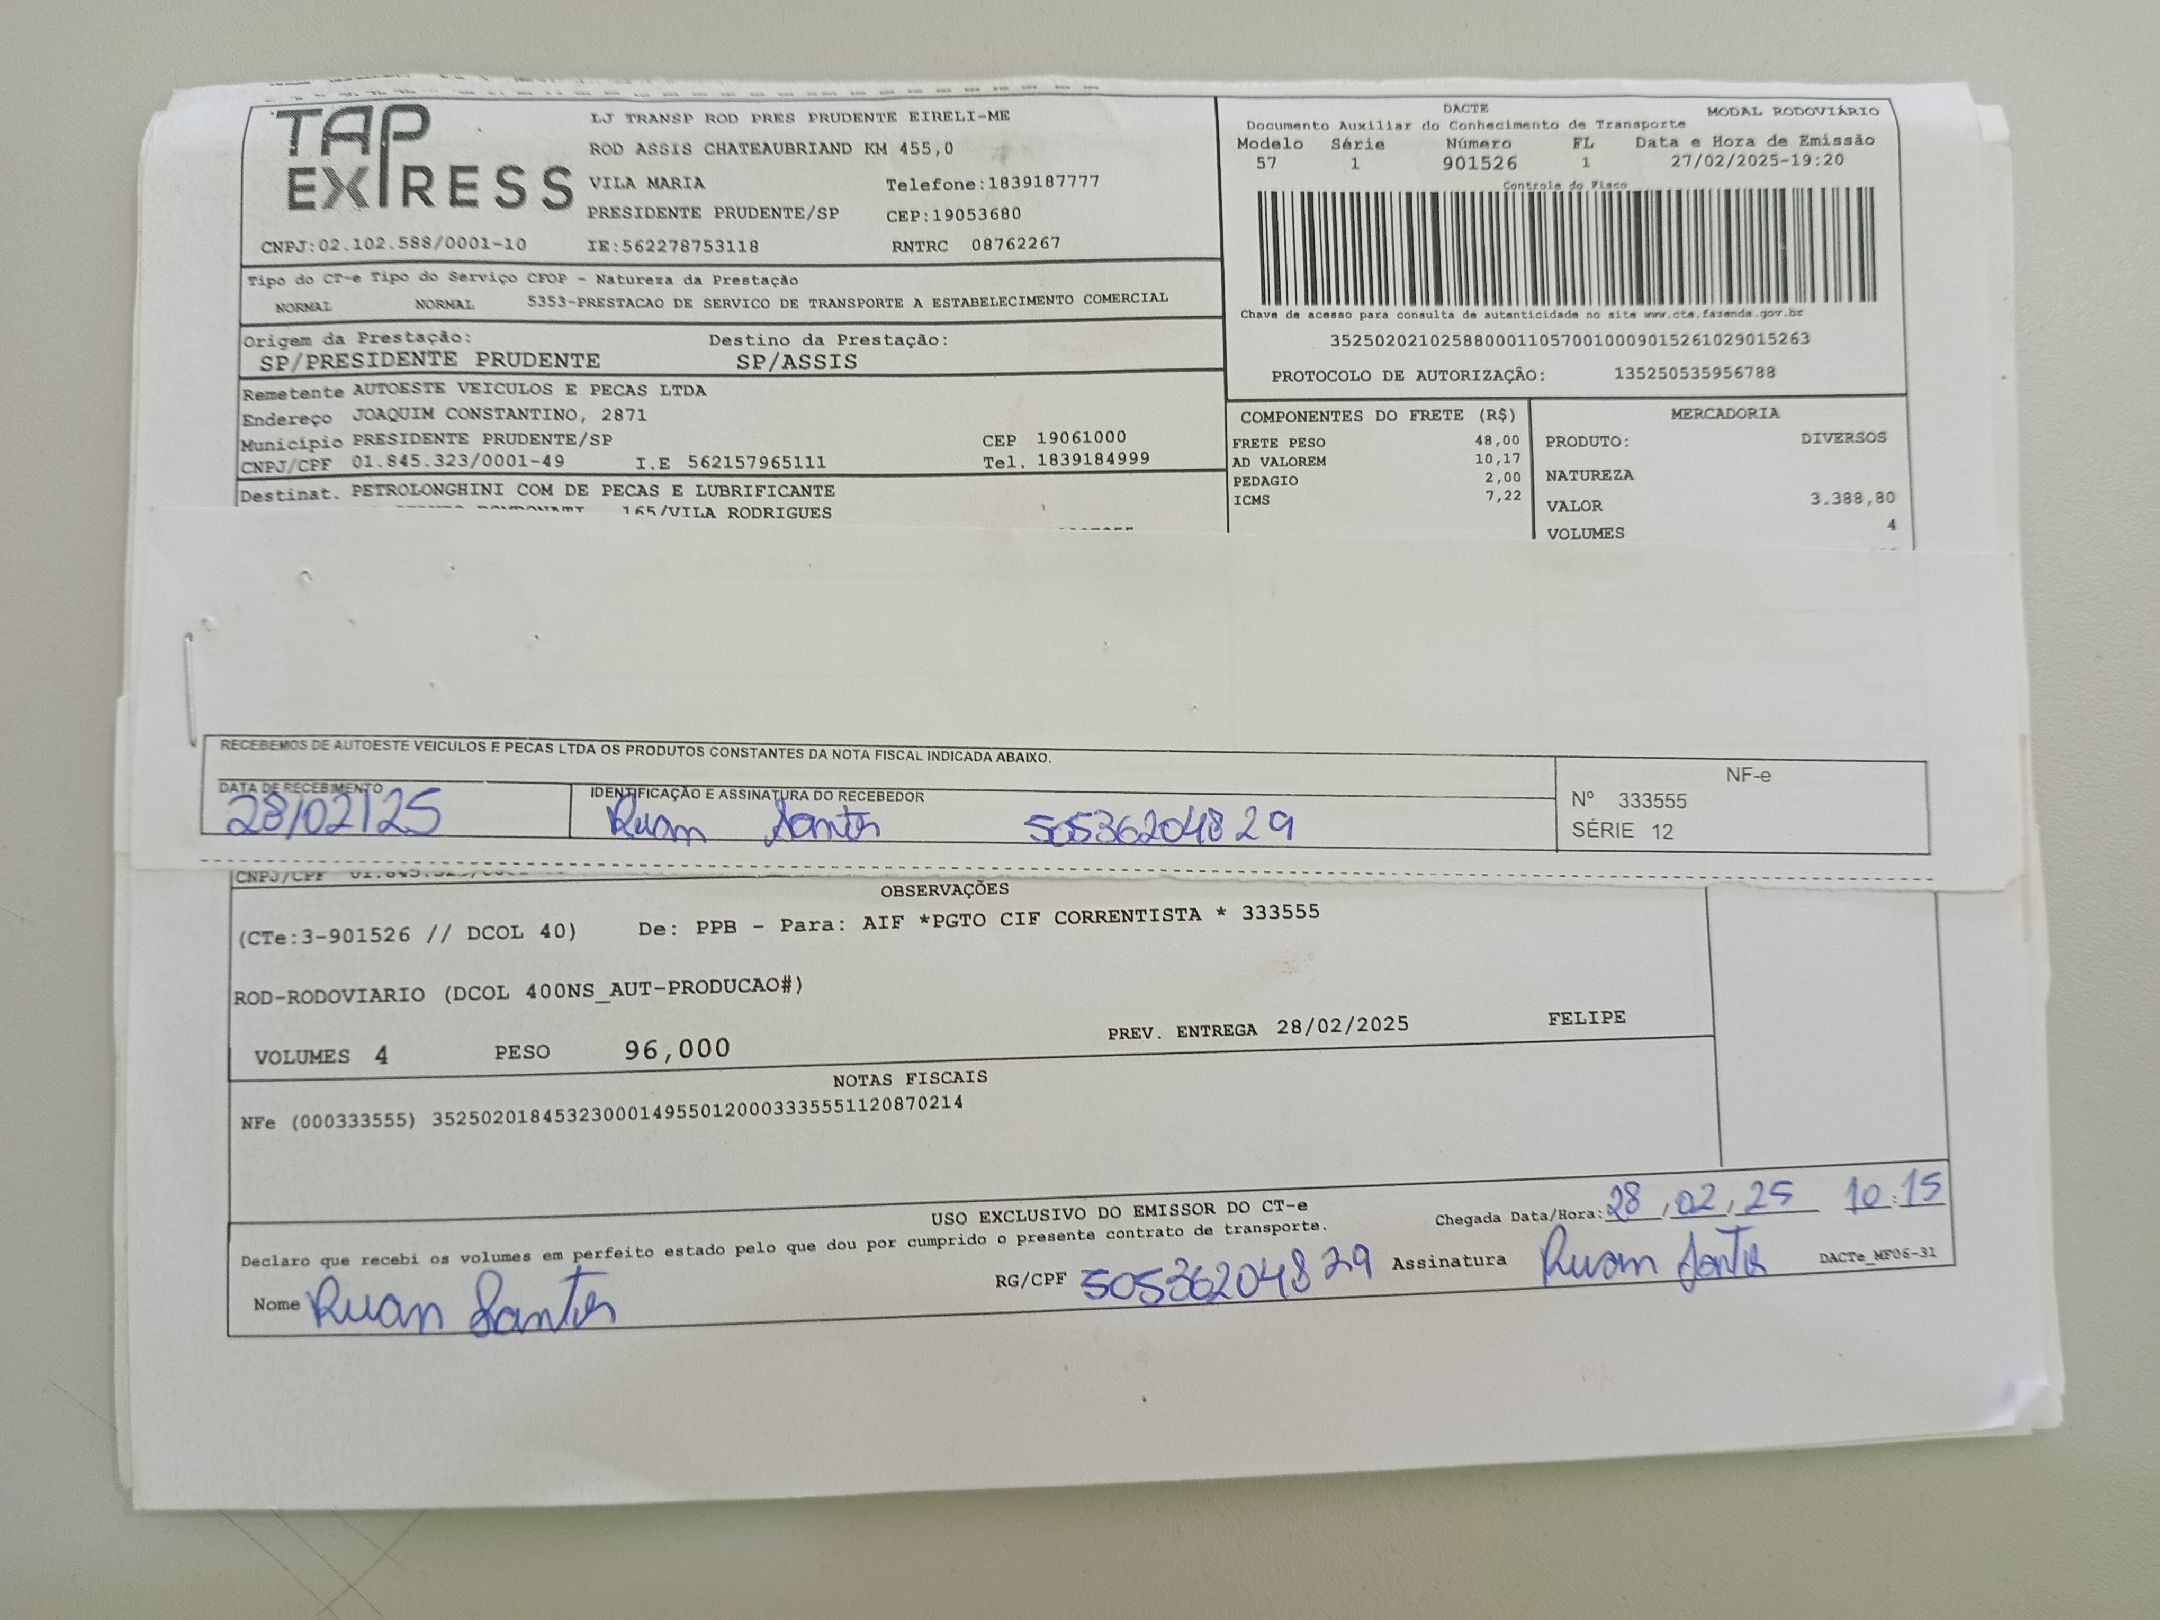 TAP EXPRESS
LJ TRANSP ROD PRES PRUDENTE EIRELI-ME
ROD ASSIS CHATEAUBRIAND KM 455,0
VILA MARIA Telefone:1839187777
PRESIDENTE PRUDENTE/SP CEP:19053680
CNPJ:02.102.588/0001-10 IE:562278753118 RNTRC 08762267
DACTE MODAL RODOVIÁRIO
Documento Auxiliar do Conhecimento de Transporte
Modelo Série Número FL Data e Hora de Emissão
57 1 901526 1 27/02/2025-19:20
Controle do Fisco
Chave de acesso para consulta de autenticidade no site www.cte.fazenda.gov.br
35250202102588000110570010009015261029015263
PROTOCOLO DE AUTORIZAÇÃO: 135250535956788
Tipo do CT-e Tipo do Serviço CFOP - Natureza da Prestação
NORMAL NORMAL 5353-PRESTACAO DE SERVICO DE TRANSPORTE A ESTABELECIMENTO COMERCIAL
Origem da Prestação: Destino da Prestação:
SP/PRESIDENTE PRUDENTE SP/ASSIS
Remetente AUTOESTE VEICULOS E PECAS LTDA
Endereço JOAQUIM CONSTANTINO, 2871
Município PRESIDENTE PRUDENTE/SP CEP 19061000
CNPJ/CPF 01.845.323/0001-49 I.E 562157965111 Tel. 1839184999
Destinat. PETROLONGHINI COM DE PECAS E LUBRIFICANTE
165/VILA RODRIGUES
COMPONENTES DO FRETE (R$)
FRETE PESO 48,00
AD VALOREM 10,17
PEDAGIO 2,00
ICMS 7,22
MERCADORIA
PRODUTO: DIVERSOS
NATUREZA
VALOR 3.388,80
VOLUMES 4
RECEBEMOS DE AUTOESTE VEICULOS E PECAS LTDA OS PRODUTOS CONSTANTES DA NOTA FISCAL INDICADA ABAIXO.
DATA DE RECEBIMENTO IDENTIFICAÇÃO E ASSINATURA DO RECEBEDOR
28/02/25 Ruan Santos 50536204829
NF-e
Nº 333555
SÉRIE 12
CNPJ/CPF
OBSERVAÇÕES
(CTe:3-901526 // DCOL 40) De: PPB - Para: AIF *PGTO CIF CORRENTISTA * 333555
ROD-RODOVIARIO (DCOL 400NS_AUT-PRODUCAO#)
VOLUMES 4 PESO 96,000 PREV. ENTREGA 28/02/2025 FELIPE
NOTAS FISCAIS
NFe (000333555) 35250201845323000149550120003335551120870214
USO EXCLUSIVO DO EMISSOR DO CT-e
Declaro que recebi os volumes em perfeito estado pelo que dou por cumprido o presente contrato de transporte.
Chegada Data/Hora: 28/02/25 10:15
Nome Ruan Santos RG/CPF 50536204829 Assinatura Ruan Santos DACTe_MF06-31